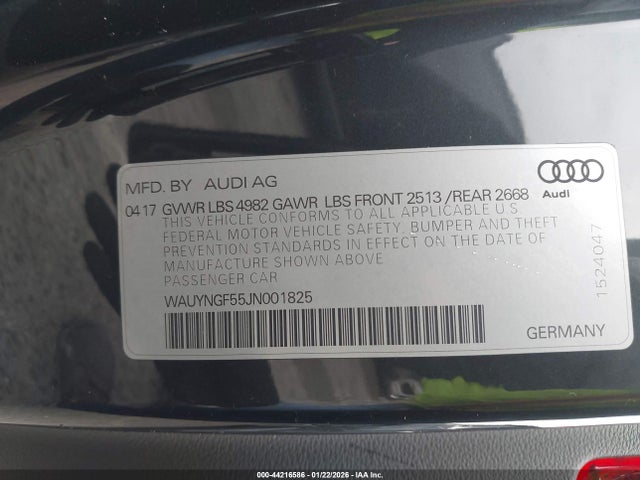 MFD. BY AUDI AG
Audi
04 17 GVWR LBS 4982 GAWR LBS FRONT 2513 /REAR 2668
THIS VEHICLE CONFORMS TO ALL APPLICABLE U.S.
FEDERAL MOTOR VEHICLE SAFETY, BUMPER AND THEFT
PREVENTION STANDARDS IN EFFECT ON THE DATE OF
MANUFACTURE SHOWN ABOVE
PASSENGER CAR
WAUYNGF55JN001825
1524047
GERMANY
000-44216586 - 01/22/2026 - IAA Inc.